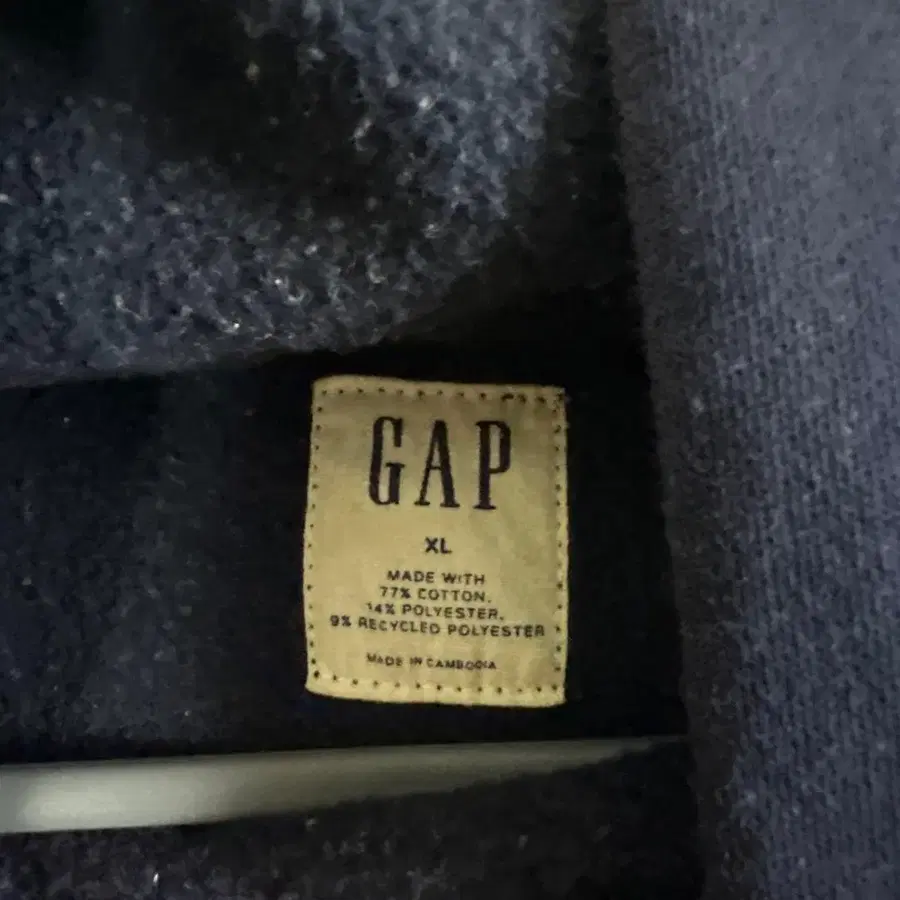 GAP
XL
MADE WITH
77% COTTON,
14% POLYESTER,
9% RECYCLED POLYESTER
MADE IN CAMBODIA